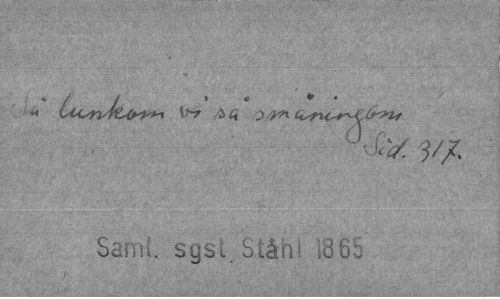 Så lunkom vi så småningom
Sid. 317.
Saml. sgst. Ståhl 1865